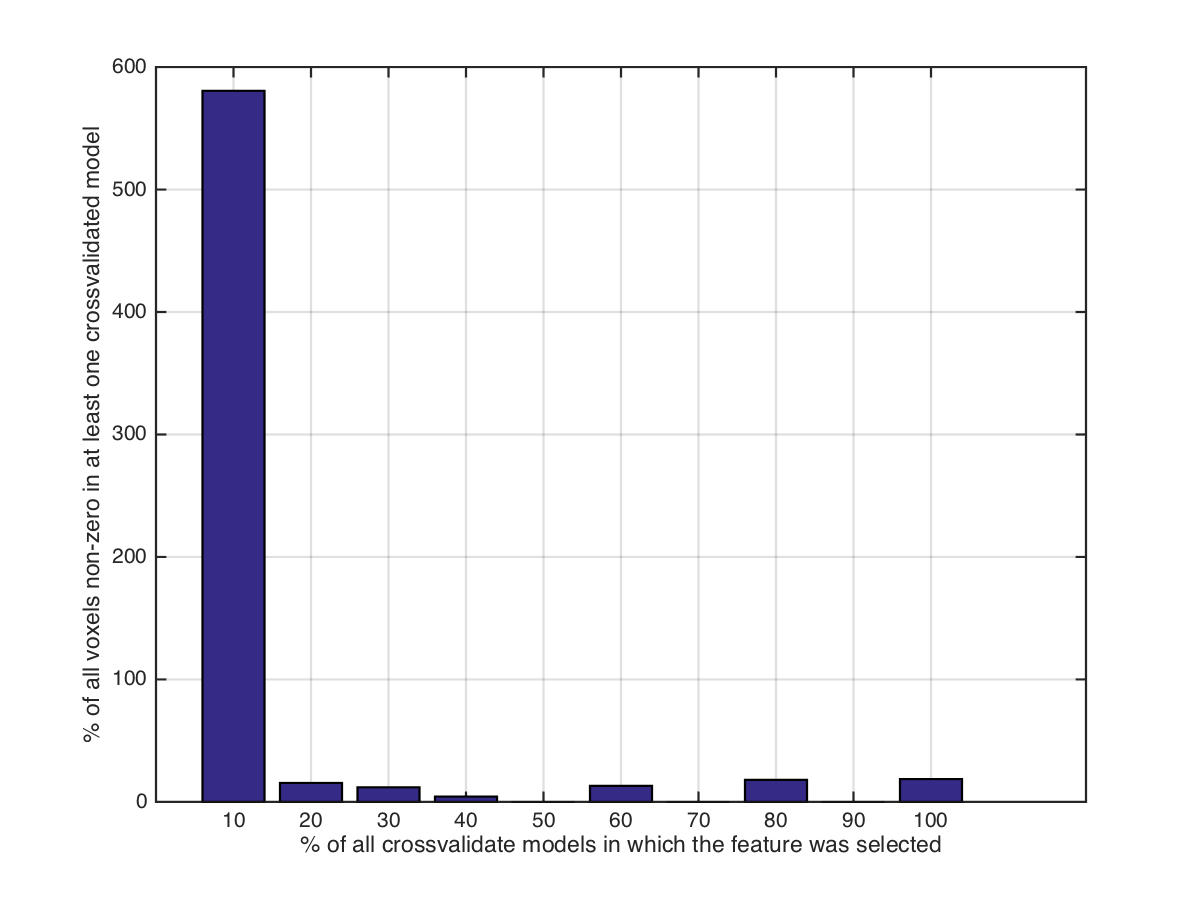 % of all voxels non-zero in at least one crossvalidated model
600
500
400
300
200
100
0
10 20 30 40 50 60 70 80 90 100
% of all crossvalidate models in which the feature was selected